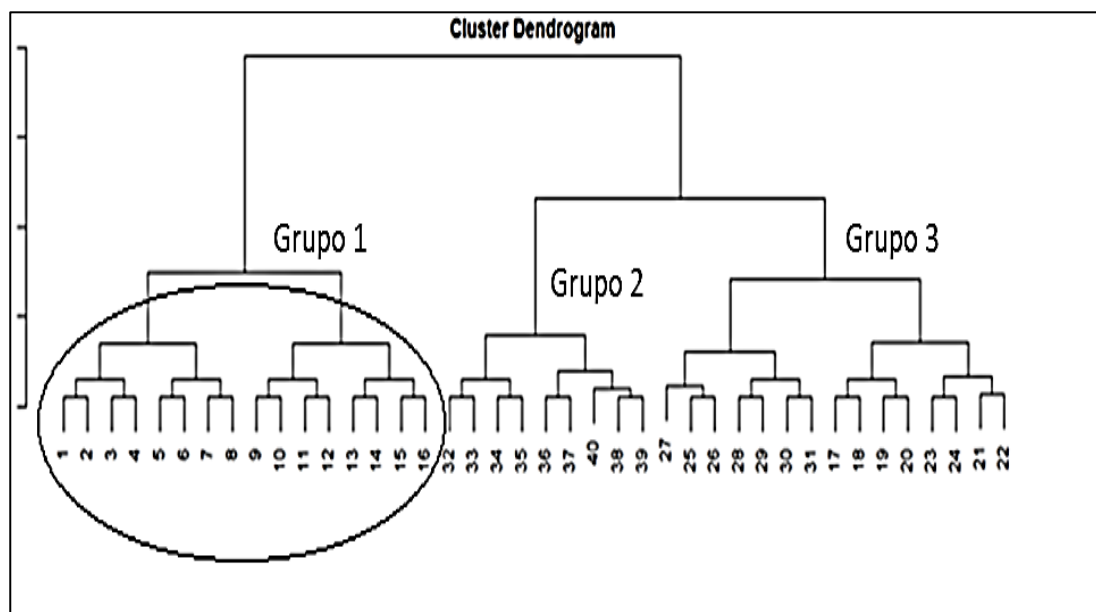 Cluster Dendrogram
Grupo 1
Grupo 2
Grupo 3
1 2 3 4 5 6 7 8 9 10 11 12 13 14 15 16 32 33 34 35 36 37 40 38 39 27 25 26 28 29 30 31 17 18 19 20 23 24 21 22